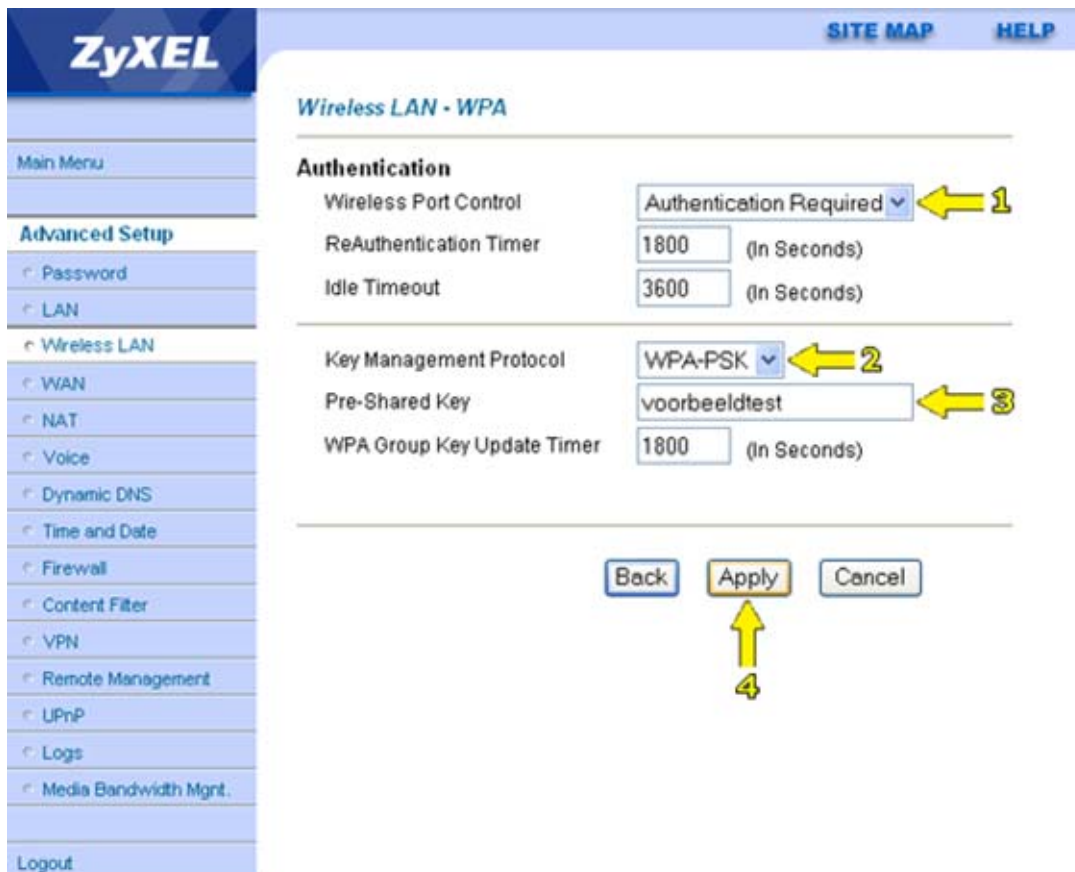 ZyXEL
SITE MAP HELP
Main Menu
Advanced Setup
Password
LAN
Wireless LAN
WAN
NAT
Voice
Dynamic DNS
Time and Date
Firewall
Content Filter
VPN
Remote Management
UPnP
Logs
Media Bandwidth Mgnt.
Logout
Wireless LAN - WPA
Authentication
Wireless Port Control Authentication Required 1
ReAuthentication Timer 1800 (In Seconds)
Idle Timeout 3600 (In Seconds)
Key Management Protocol WPA-PSK 2
Pre-Shared Key voorbeeldtest 3
WPA Group Key Update Timer 1800 (In Seconds)
Back Apply Cancel
4